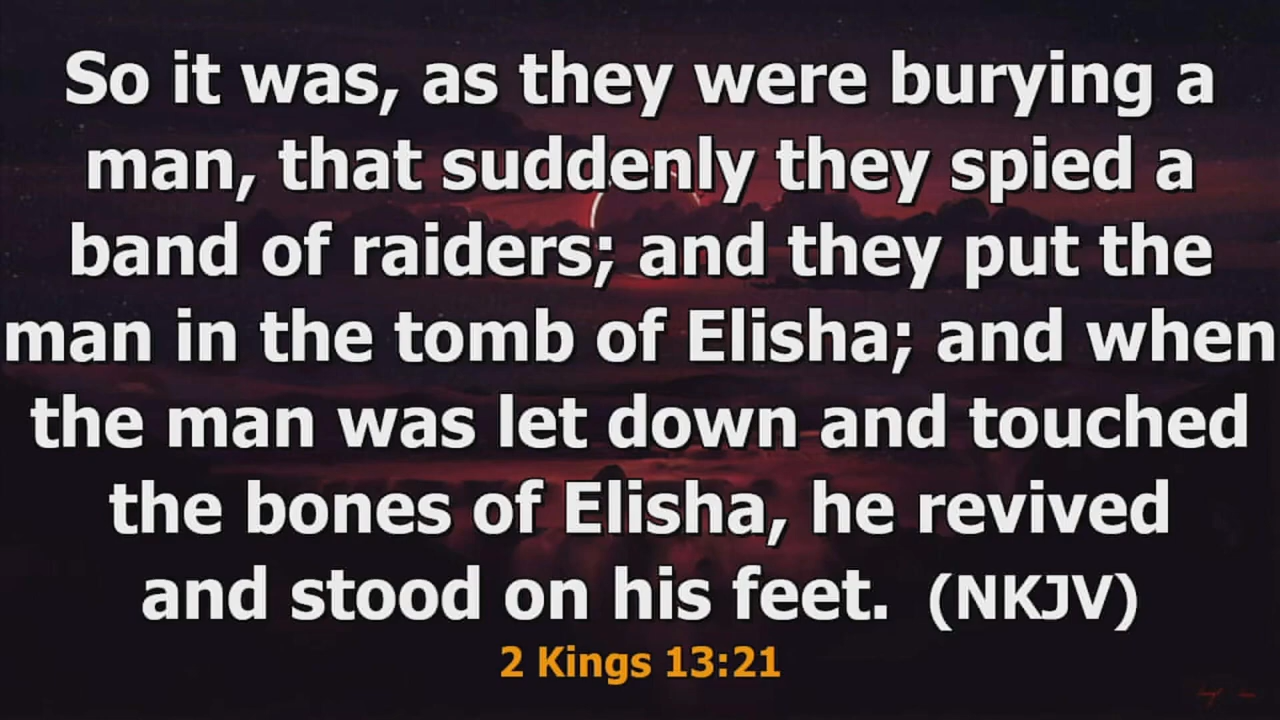 So it was, as they were burying a
man, that suddenly they spied a
band of raiders; and they put the
man in the tomb of Elisha; and when
the man was let down and touched
the bones of Elisha, he revived
and stood on his feet.  (NKJV)
2 Kings 13:21